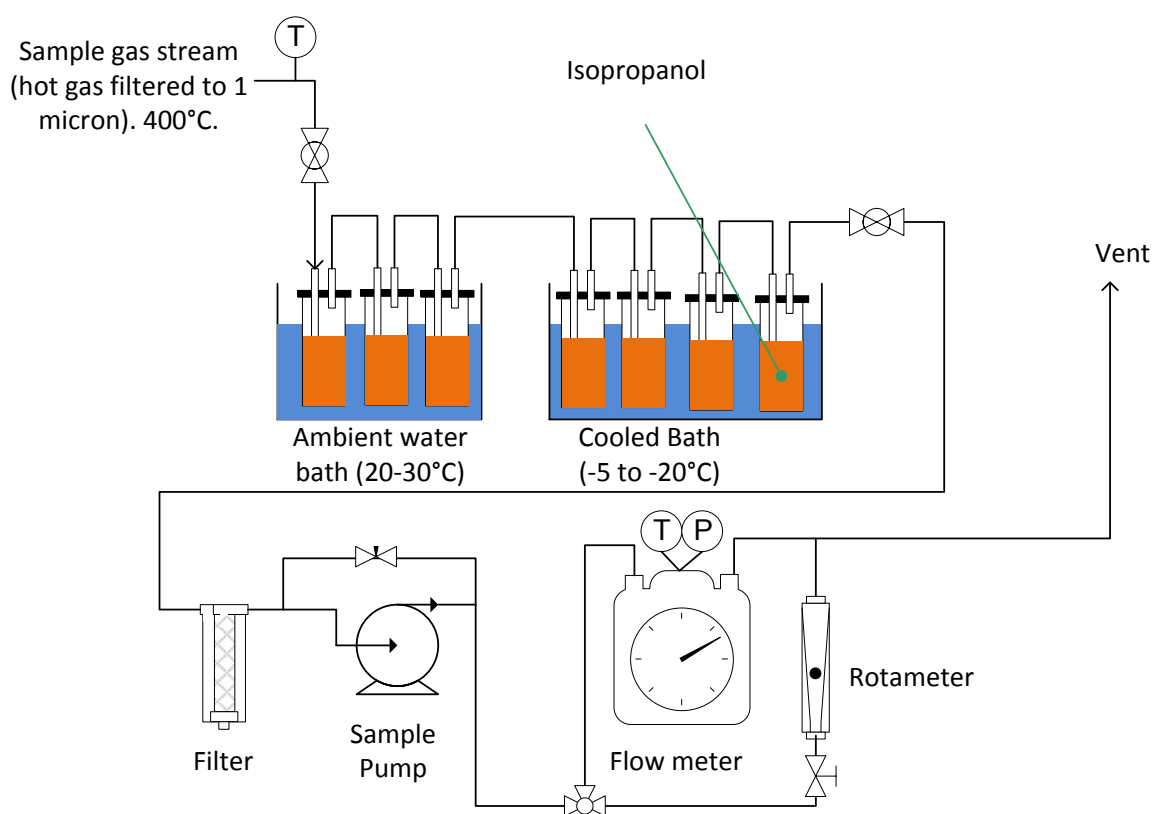 T
Sample gas stream
(hot gas filtered to 1
micron). 400°C.
Isopropanol
Vent
Ambient water
bath (20-30°C)
Cooled Bath
(-5 to -20°C)
T P
Rotameter
Filter
Sample
Pump
Flow meter